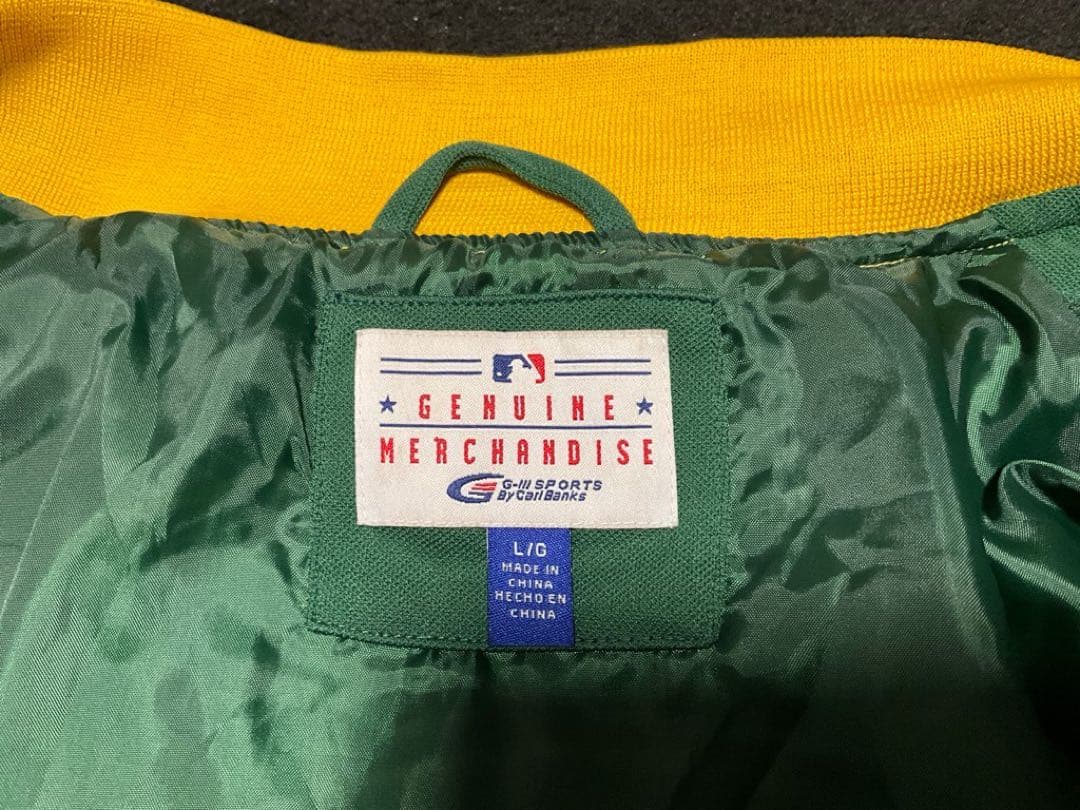 GENUINE
MERCHANDISE
G-III SPORTS
By Carl Banks
L/G
MADE IN
CHINA
HECHO EN
CHINA